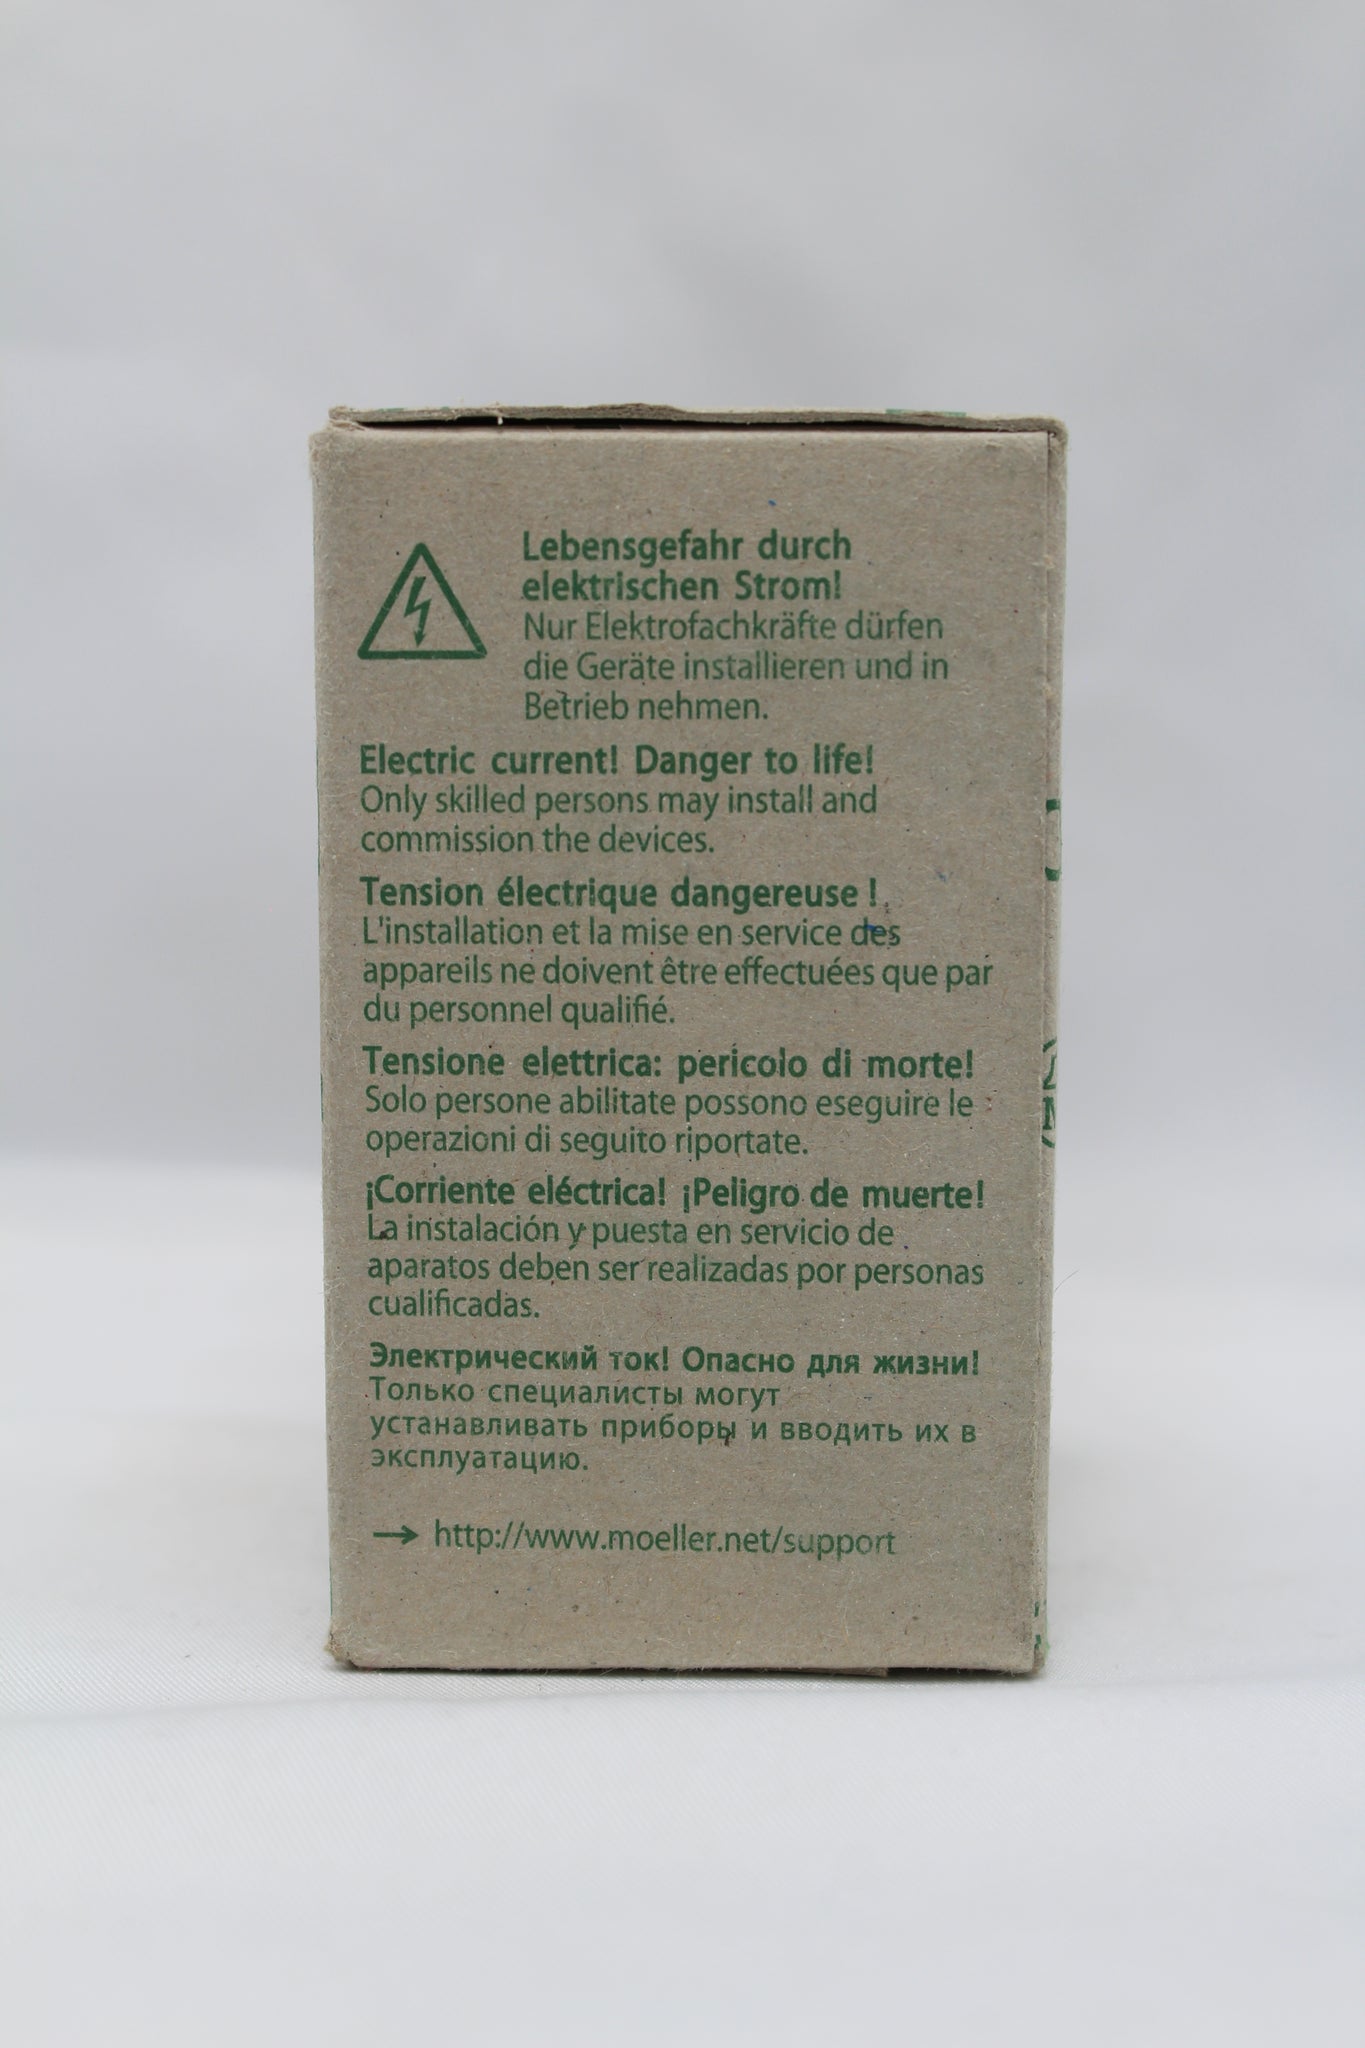 Lebensgefahr durch
elektrischen Strom!
Nur Elektrofachkräfte dürfen
die Geräte installieren und in
Betrieb nehmen.
Electric current! Danger to life!
Only skilled persons may install and
commission the devices.
Tension électrique dangereuse !
L'installation et la mise en service des
appareils ne doivent être effectuées que par
du personnel qualifié.
Tensione elettrica: pericolo di morte!
Solo persone abilitate possono eseguire le
operazioni di seguito riportate.
¡Corriente eléctrica! ¡Peligro de muerte!
La instalación y puesta en servicio de
aparatos deben ser realizadas por personas
cualificadas.
Электрический ток! Опасно для жизни!
Только специалисты могут
устанавливать приборы и вводить их в
эксплуатацию.
→ http://www.moeller.net/support